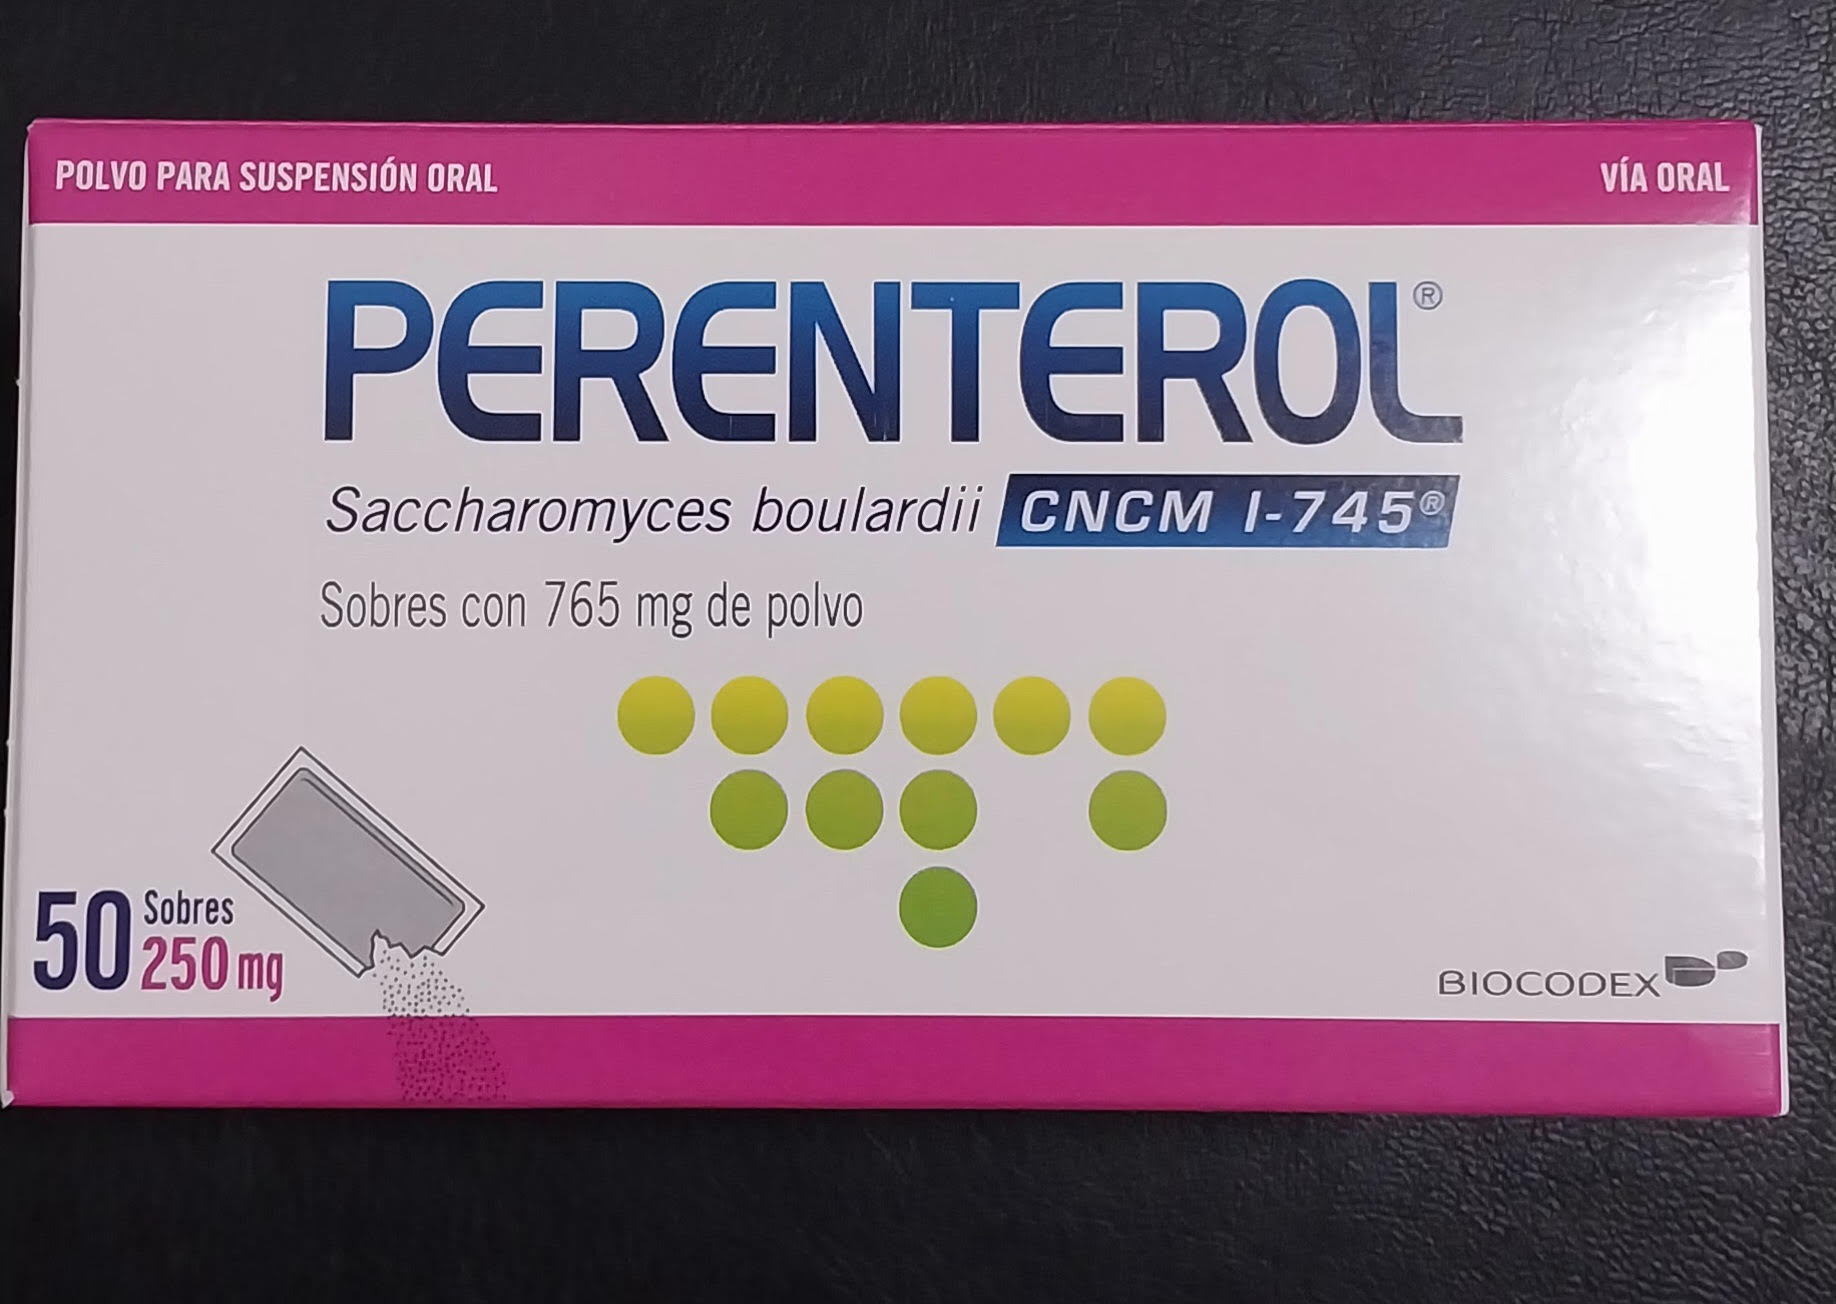 POLVO PARA SUSPENSIÓN ORAL
VÍA ORAL
PERENTEROL®
Saccharomyces boulardii CNCM I-745®
Sobres con 765 mg de polvo
50 Sobres
250 mg
BIOCODEX